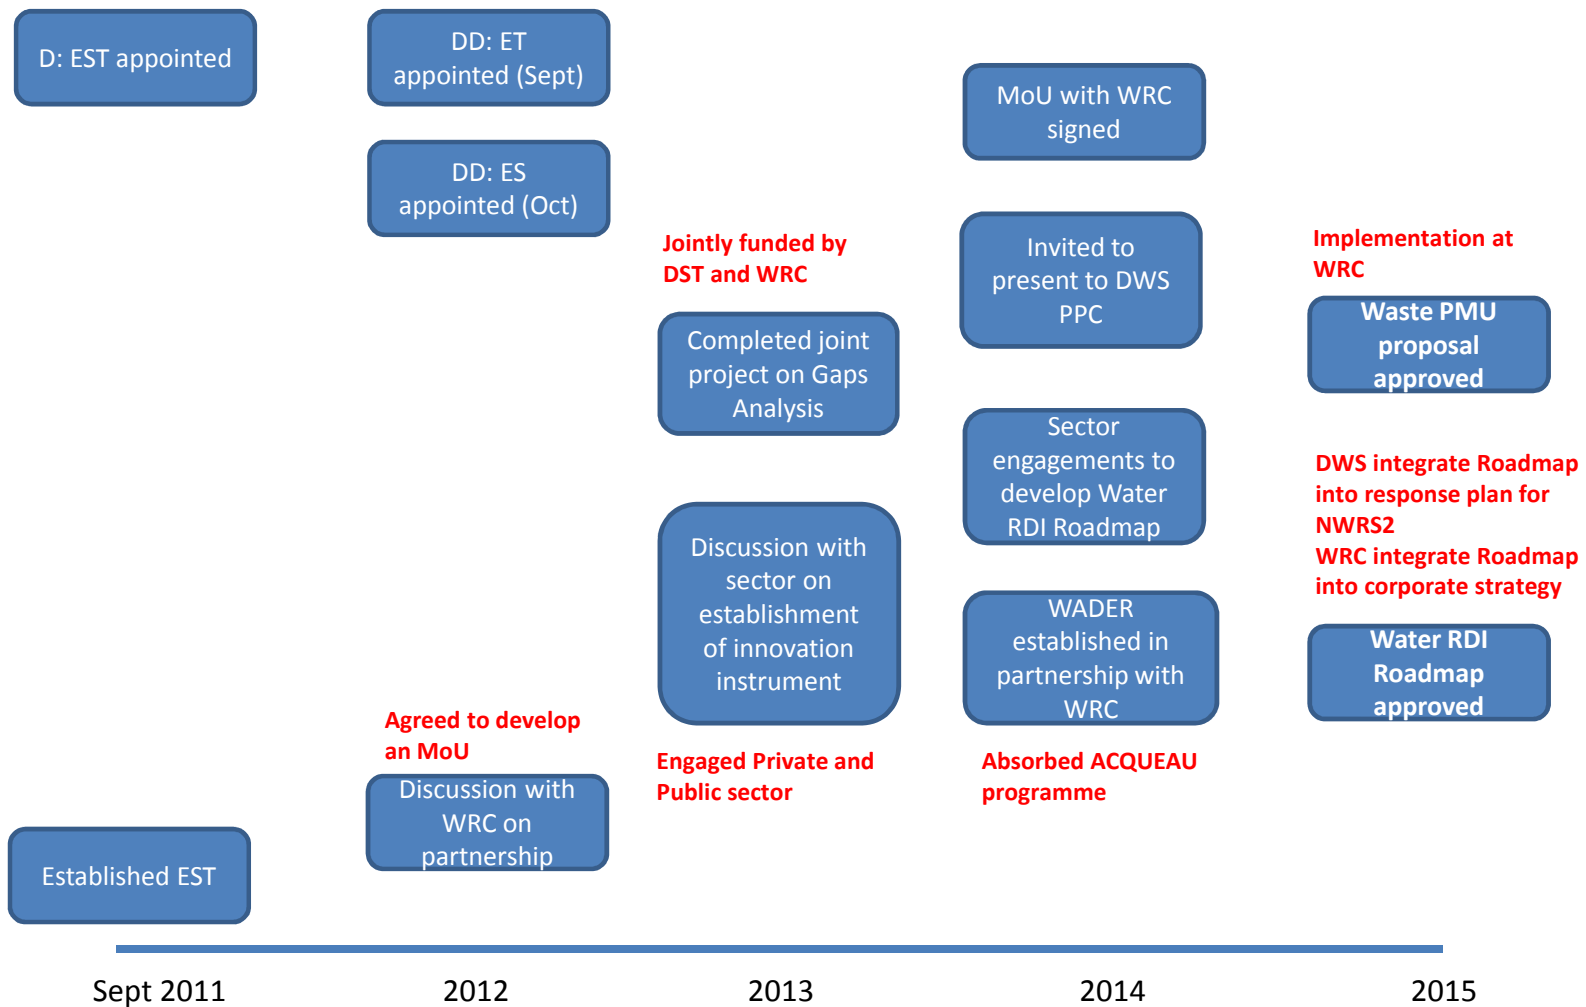 D: EST appointed
Established EST
DD: ET
appointed (Sept)
DD: ES
appointed (Oct)
Agreed to develop
an MoU
Discussion with
WRC on
partnership
Jointly funded by
DST and WRC
Completed joint
project on Gaps
Analysis
Discussion with
sector on
establishment
of innovation
instrument
Engaged Private and
Public sector
MoU with WRC
signed
Invited to
present to DWS
PPC
Sector
engagements to
develop Water
RDI Roadmap
WADER
established in
partnership with
WRC
Absorbed ACQUEAU
programme
Implementation at
WRC
Waste PMU
proposal
approved
DWS integrate Roadmap
into response plan for
NWRS2
WRC integrate Roadmap
into corporate strategy
Water RDI
Roadmap
approved
Sept 2011
2012
2013
2014
2015